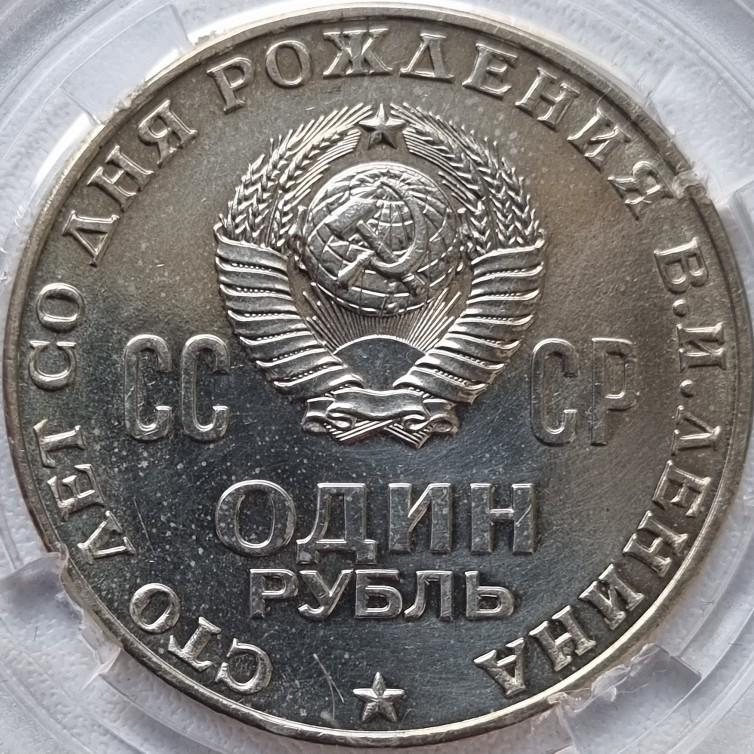 СТО ЛЕТ СО ДНЯ РОЖДЕНИЯ В.И.ЛЕНИНА
СС СР
ОДИН
РУБЛЬ